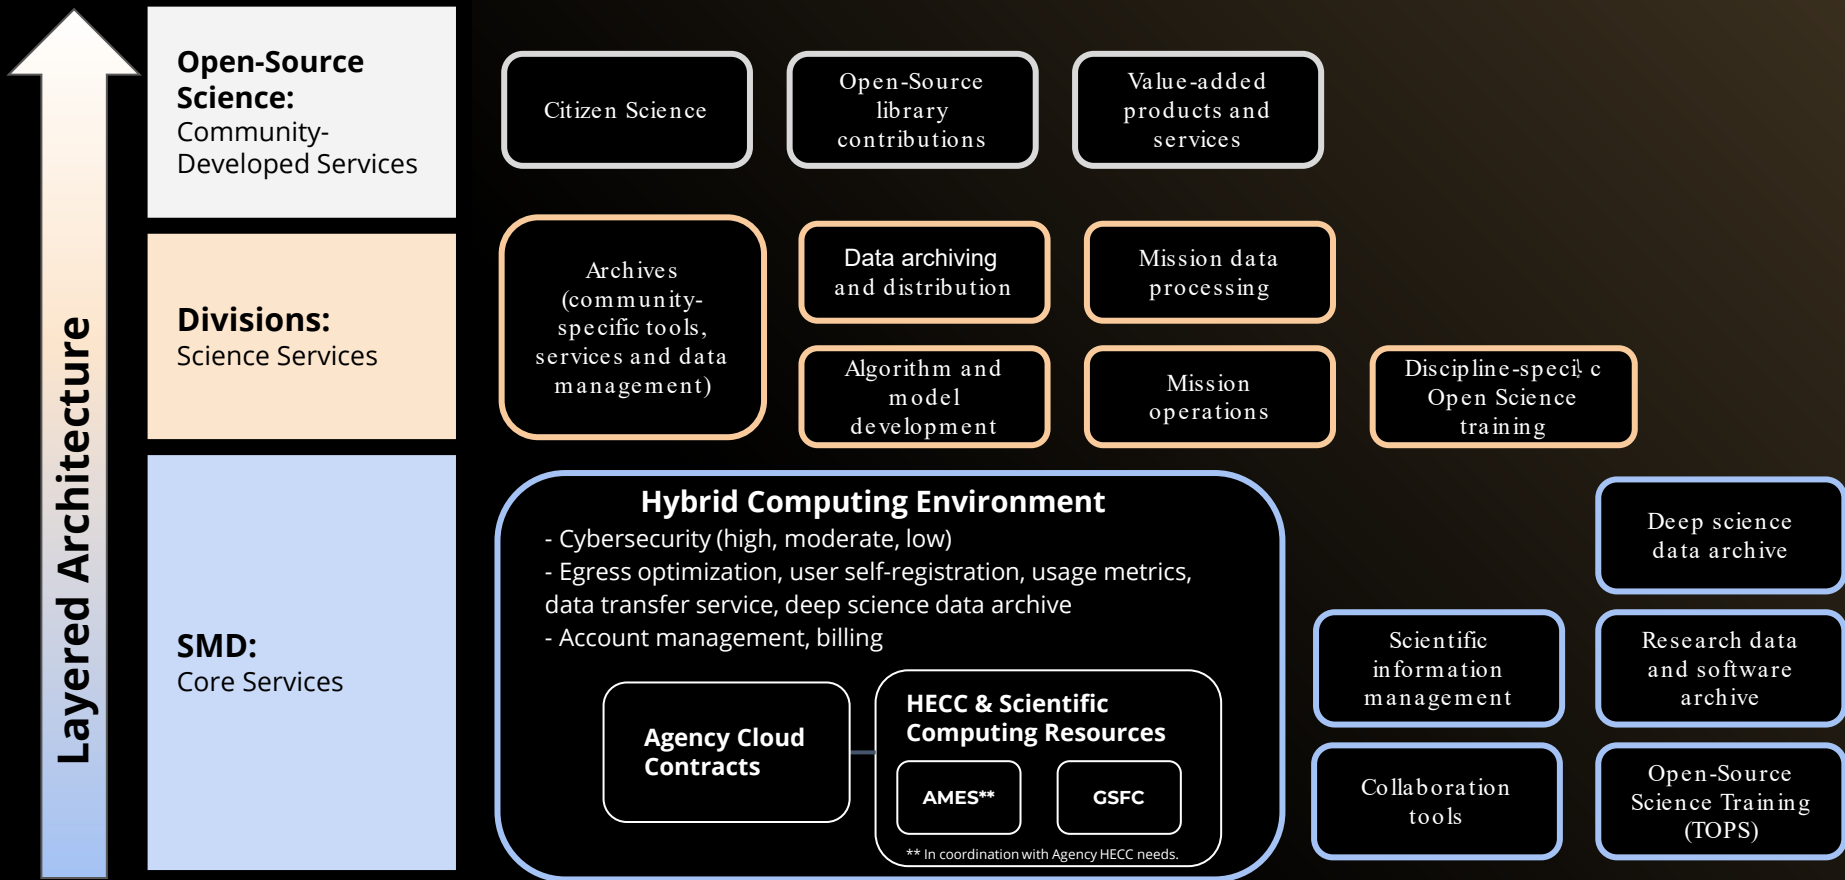 Layered Architecture
Open-Source
Science:
Community-
Developed Services
Citizen Science
Open-Source
library
contributions
Value-added
products and
services
Divisions:
Science Services
Archives
(community-
specific tools,
services and data
management)
Data archiving
and distribution
Mission data
processing
Algorithm and
model
development
Mission
operations
Discipline-speci c
Open Science
training
SMD:
Core Services
Hybrid Computing Environment
- Cybersecurity (high, moderate, low)
- Egress optimization, user self-registration, usage metrics,
data transfer service, deep science data archive
- Account management, billing
Agency Cloud
Contracts
HECC & Scientific
Computing Resources
AMES**
GSFC
** In coordination with Agency HECC needs.
Deep science
data archive
Scientific
information
management
Research data
and software
archive
Collaboration
tools
Open-Source
Science Training
(TOPS)